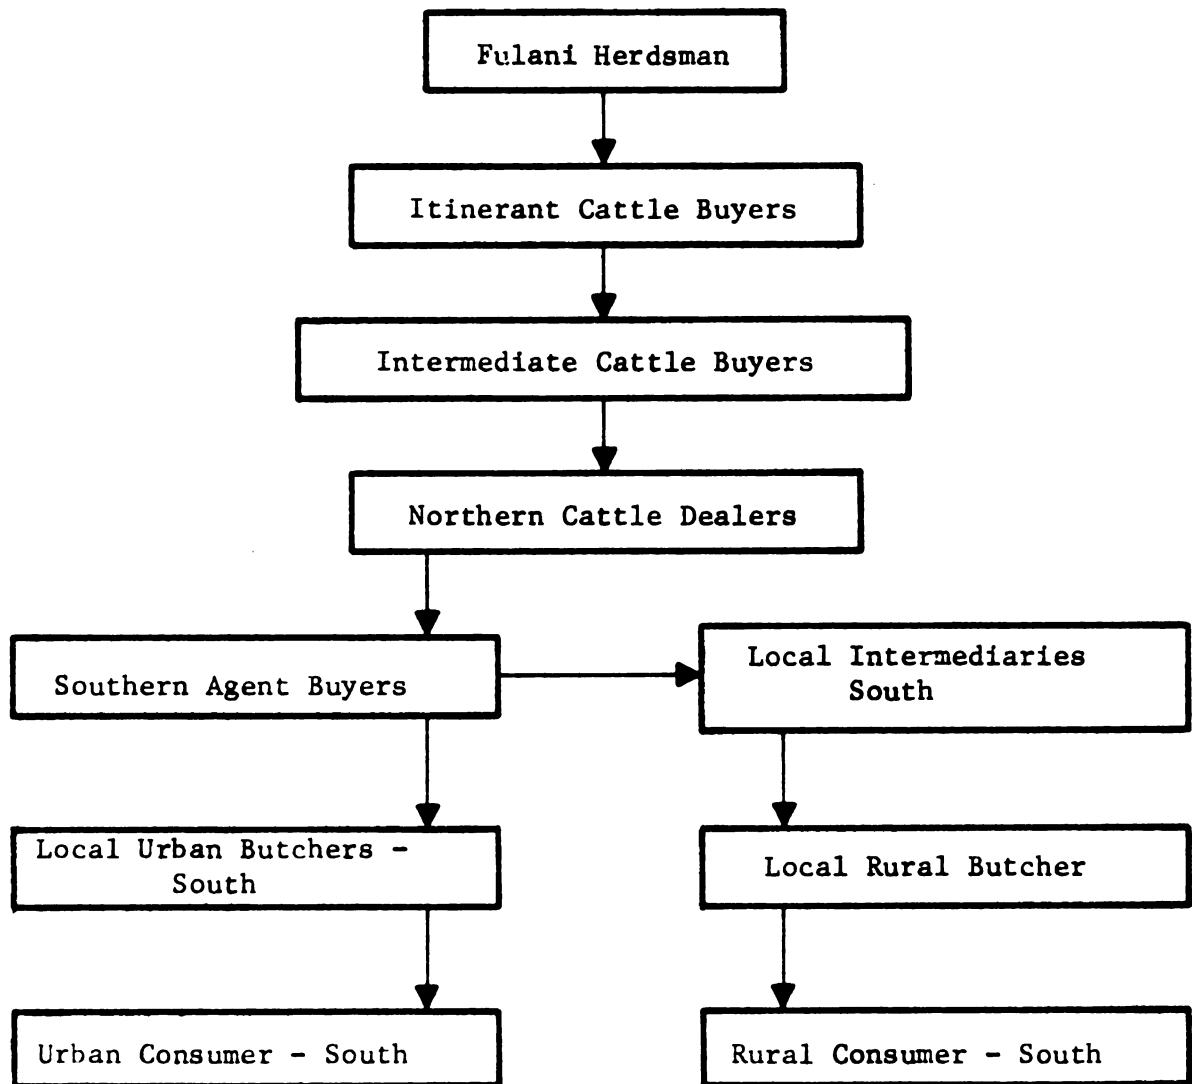 Fulani Herdsman
Itinerant Cattle Buyers
Intermediate Cattle Buyers
Northern Cattle Dealers
Southern Agent Buyers
Local Intermediaries
South
Local Urban Butchers -
South
Local Rural Butcher
Urban Consumer - South
Rural Consumer - South